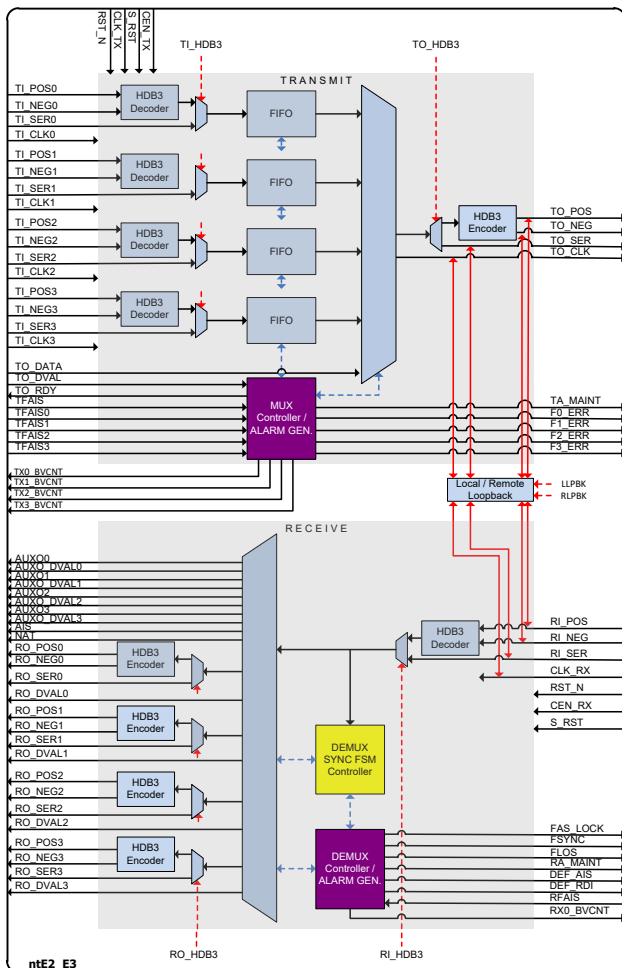 RST_N
CLK_TX
S_RST
CEN_TX
TI_HDB3
TO_HDB3
TRANSMIT
TI_POS0
TI_NEG0
TI_SER0
TI_CLK0
HDB3
Decoder
FIFO
TI_POS1
TI_NEG1
TI_SER1
TI_CLK1
HDB3
Decoder
FIFO
TI_POS2
TI_NEG2
TI_SER2
TI_CLK2
HDB3
Decoder
FIFO
TI_POS3
TI_NEG3
TI_SER3
TI_CLK3
HDB3
Decoder
FIFO
HDB3
Encoder
TO_POS
TO_NEG
TO_SER
TO_CLK
TO_DATA
TO_DVAL
TO_RDY
TFAIS
TFAIS0
TFAIS1
TFAIS2
TFAIS3
MUX
Controller /
ALARM GEN.
TA_MAINT
F0_ERR
F1_ERR
F2_ERR
F3_ERR
TX0_BVCNT
TX1_BVCNT
TX2_BVCNT
TX3_BVCNT
Local / Remote
Loopback
LLPBK
RLPBK
RECEIVE
AUXO0
AUXO_DVAL0
AUXO1
AUXO_DVAL1
AUXO2
AUXO_DVAL2
AUXO3
AUXO_DVAL3
AIS
NAT
RO_POS0
RO_NEG0
RO_SER0
RO_DVAL0
HDB3
Encoder
RO_POS1
RO_NEG1
RO_SER1
RO_DVAL1
HDB3
Encoder
RO_POS2
RO_NEG2
RO_SER2
RO_DVAL2
HDB3
Encoder
RO_POS3
RO_NEG3
RO_SER3
RO_DVAL3
HDB3
Encoder
HDB3
Decoder
RI_POS
RI_NEG
RI_SER
CLK_RX
RST_N
CEN_RX
S_RST
DEMUX
SYNC FSM
Controller
DEMUX
Controller /
ALARM GEN.
FAS_LOCK
FSYNC
FLOS
RA_MAINT
DEF_AIS
DEF_RDI
RFAIS
RX0_BVCNT
RO_HDB3
RI_HDB3
ntE2_E3